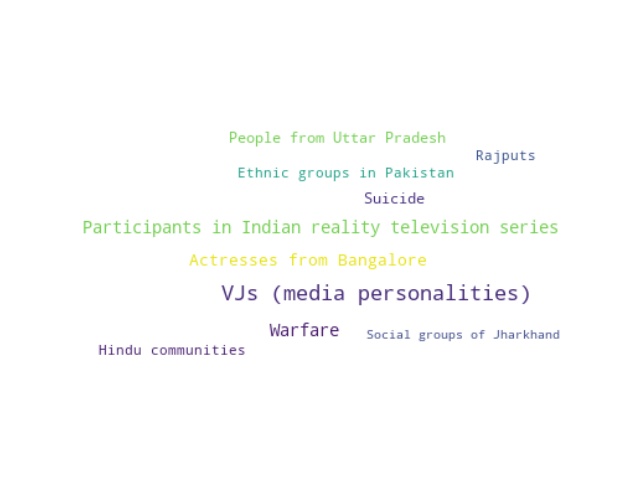 People from Uttar Pradesh
Rajputs
Ethnic groups in Pakistan
Suicide
Participants in Indian reality television series
Actresses from Bangalore
VJs (media personalities)
Warfare
Social groups of Jharkhand
Hindu communities